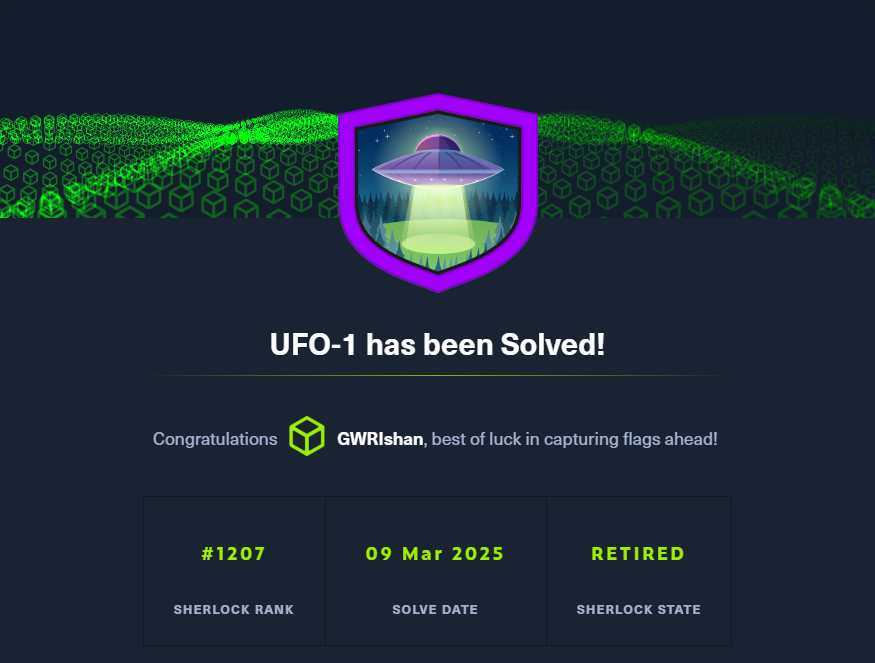 UFO-1 has been Solved!
Congratulations GWRIshan, best of luck in capturing flags ahead!
#1207 09 Mar 2025 RETIRED
SHERLOCK RANK SOLVE DATE SHERLOCK STATE